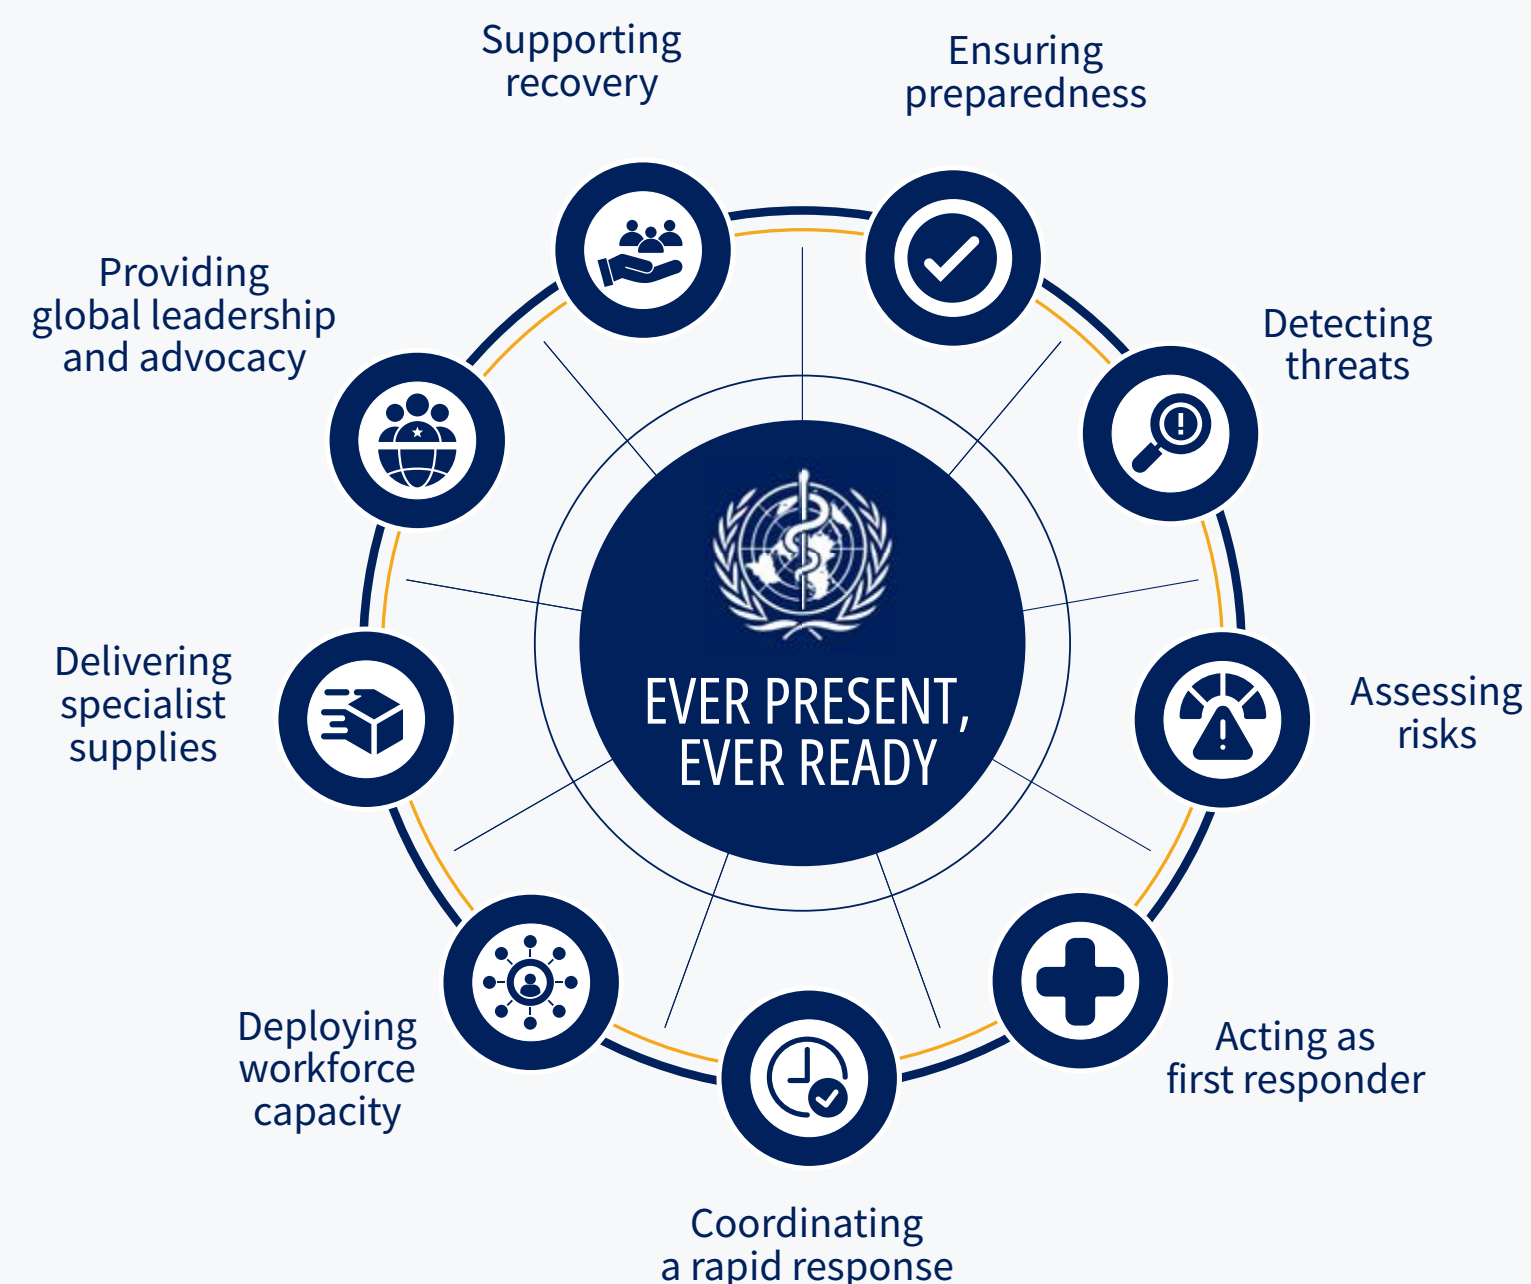 Supporting
recovery
Ensuring
preparedness
Providing
global leadership
and advocacy
Detecting
threats
Delivering
specialist
supplies
EVER PRESENT,
EVER READY
Assessing
risks
Deploying
workforce
capacity
Acting as
first responder
Coordinating
a rapid response